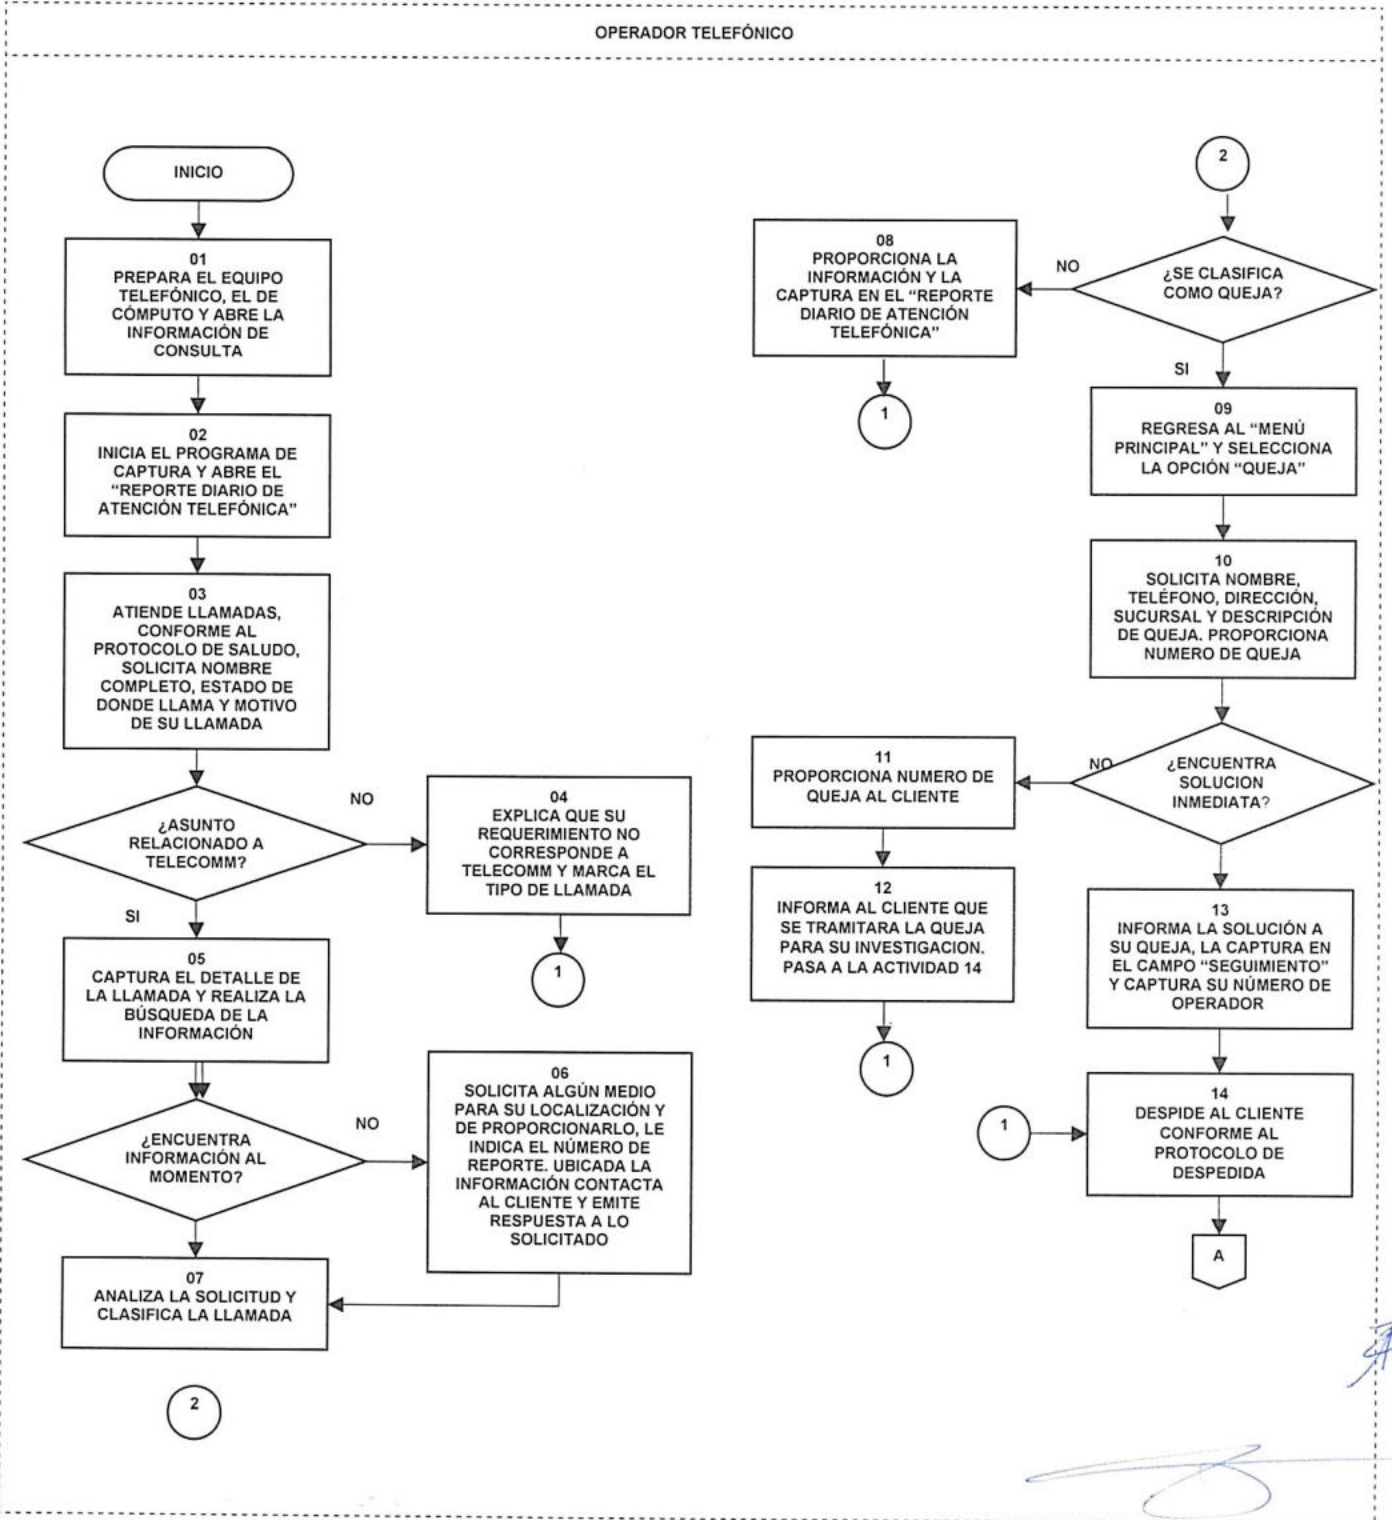 OPERADOR TELEFÓNICO
INICIO
01
PREPARA EL EQUIPO
TELEFÓNICO, EL DE
CÓMPUTO Y ABRE LA
INFORMACIÓN DE
CONSULTA
02
INICIA EL PROGRAMA DE
CAPTURA Y ABRE EL
“REPORTE DIARIO DE
ATENCIÓN TELEFÓNICA”
03
ATIENDE LLAMADAS,
CONFORME AL
PROTOCOLO DE SALUDO,
SOLICITA NOMBRE
COMPLETO, ESTADO DE
DONDE LLAMA Y MOTIVO
DE SU LLAMADA
¿ASUNTO
RELACIONADO A
TELECOMM?
NO
04
EXPLICA QUE SU
REQUERIMIENTO NO
CORRESPONDE A
TELECOMM Y MARCA EL
TIPO DE LLAMADA
1
SI
05
CAPTURA EL DETALLE DE
LA LLAMADA Y REALIZA LA
BÚSQUEDA DE LA
INFORMACIÓN
¿ENCUENTRA
INFORMACIÓN AL
MOMENTO?
NO
06
SOLICITA ALGÚN MEDIO
PARA SU LOCALIZACIÓN Y
DE PROPORCIONARLO, LE
INDICA EL NÚMERO DE
REPORTE. UBICADA LA
INFORMACIÓN CONTACTA
AL CLIENTE Y EMITE
RESPUESTA A LO
SOLICITADO
07
ANALIZA LA SOLICITUD Y
CLASIFICA LA LLAMADA
2
2
¿SE CLASIFICA
COMO QUEJA?
NO
08
PROPORCIONA LA
INFORMACIÓN Y LA
CAPTURA EN EL “REPORTE
DIARIO DE ATENCIÓN
TELEFÓNICA”
1
SI
09
REGRESA AL “MENÚ
PRINCIPAL” Y SELECCIONA
LA OPCIÓN “QUEJA”
10
SOLICITA NOMBRE,
TELÉFONO, DIRECCIÓN,
SUCURSAL Y DESCRIPCIÓN
DE QUEJA. PROPORCIONA
NUMERO DE QUEJA
¿ENCUENTRA
SOLUCION
INMEDIATA?
NO
11
PROPORCIONA NUMERO DE
QUEJA AL CLIENTE
12
INFORMA AL CLIENTE QUE
SE TRAMITARA LA QUEJA
PARA SU INVESTIGACION.
PASA A LA ACTIVIDAD 14
1
13
INFORMA LA SOLUCIÓN A
SU QUEJA, LA CAPTURA EN
EL CAMPO “SEGUIMIENTO”
Y CAPTURA SU NÚMERO DE
OPERADOR
1
14
DESPIDE AL CLIENTE
CONFORME AL
PROTOCOLO DE
DESPEDIDA
A